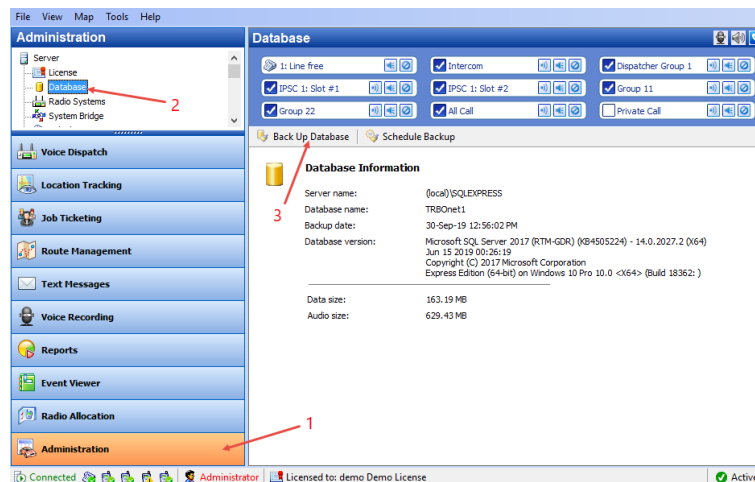 File View Map Tools Help
Administration
Database
Server
License
Database
Radio Systems
System Bridge
2
1: Line free
Intercom
Dispatcher Group 1
IPSC 1: Slot #1
IPSC 1: Slot #2
Group 11
Group 22
All Call
Private Call
Back Up Database
Schedule Backup
3
Voice Dispatch
Location Tracking
Job Ticketing
Route Management
Text Messages
Voice Recording
Reports
Event Viewer
Radio Allocation
Administration
1
Database Information
Server name: (local)\SQLEXPRESS
Database name: TRBOnet1
Backup date: 30-Sep-19 12:56:02 PM
Database version: Microsoft SQL Server 2017 (RTM-GDR) (KB4505224) - 14.0.2027.2 (X64)
Jun 15 2019 00:26:19
Copyright (C) 2017 Microsoft Corporation
Express Edition (64-bit) on Windows 10 Pro 10.0 <X64> (Build 18362: )
Data size: 163.19 MB
Audio size: 629.43 MB
Connected
Administrator
Licensed to: demo Demo License
Active